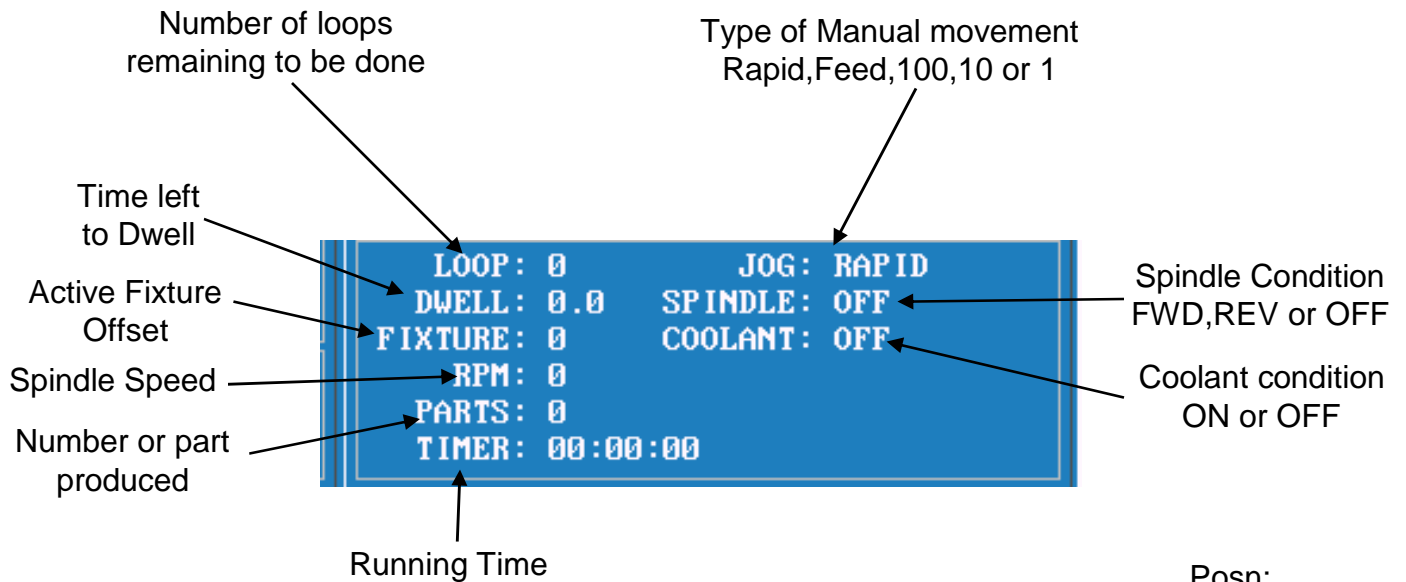 Number of loops
remaining to be done
Type of Manual movement
Rapid,Feed,100,10 or 1
Time left
to Dwell
Active Fixture
Offset
Spindle Speed
Number or part
produced
LOOP: 0 JOG: RAPID
DWELL: 0.0 SPINDLE: OFF
FIXTURE: 0 COOLANT: OFF
RPM: 0
PARTS: 0
TIMER: 00:00:00
Spindle Condition
FWD,REV or OFF
Coolant condition
ON or OFF
Running Time
Posn: